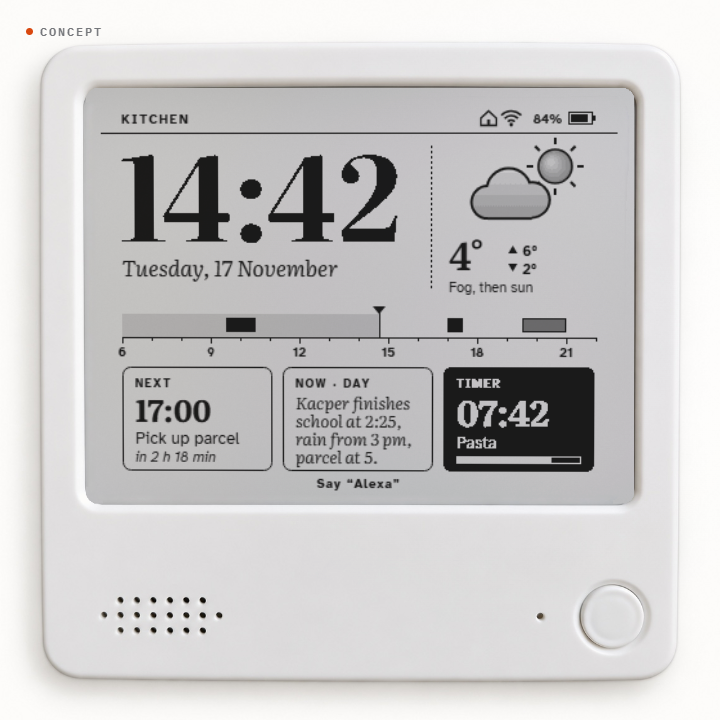 CONCEPT
KITCHEN
84%
14:42
Tuesday, 17 November
4°
▲ 6°
▼ 2°
Fog, then sun
6 9 12 15 18 21
NEXT
17:00
Pick up parcel
in 2 h 18 min
NOW · DAY
Kacper finishes
school at 2:25,
rain from 3 pm,
parcel at 5.
TIMER
07:42
Pasta
Say “Alexa”